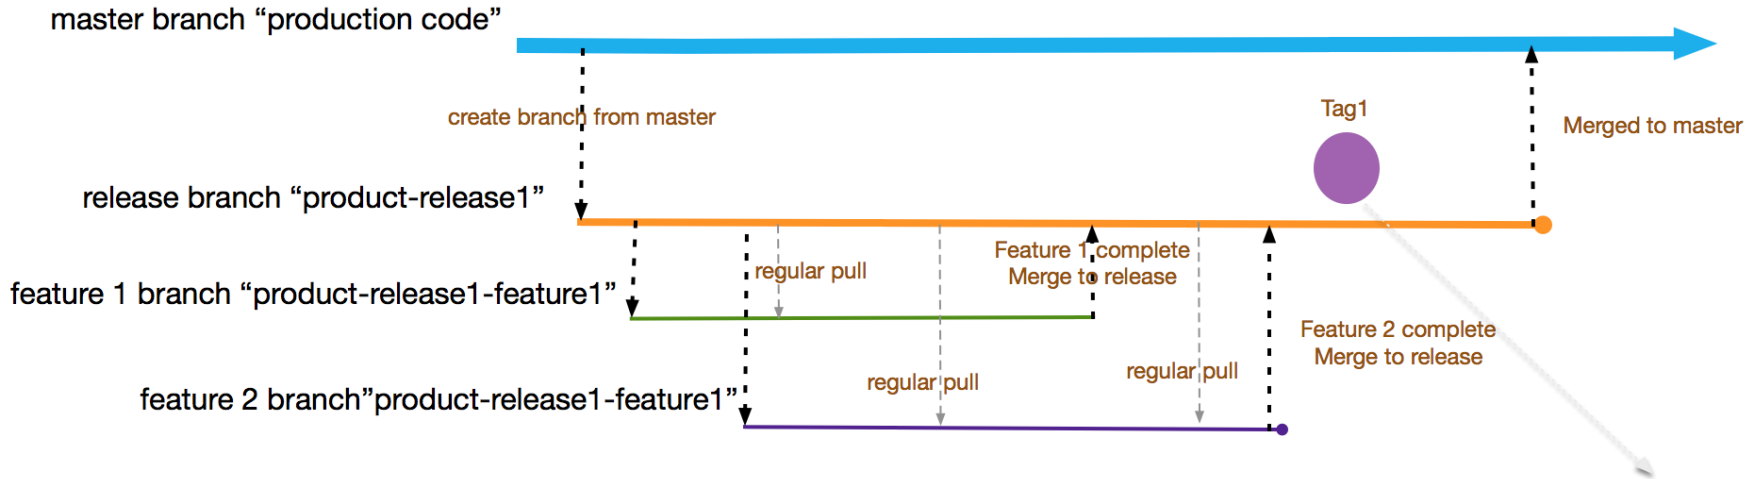 master branch “production code”
create branch from master
Tag1
Merged to master
release branch “product-release1”
Feature 1 complete
Merge to release
regular pull
feature 1 branch “product-release1-feature1”
Feature 2 complete
Merge to release
regular pull
regular pull
feature 2 branch”product-release1-feature1”